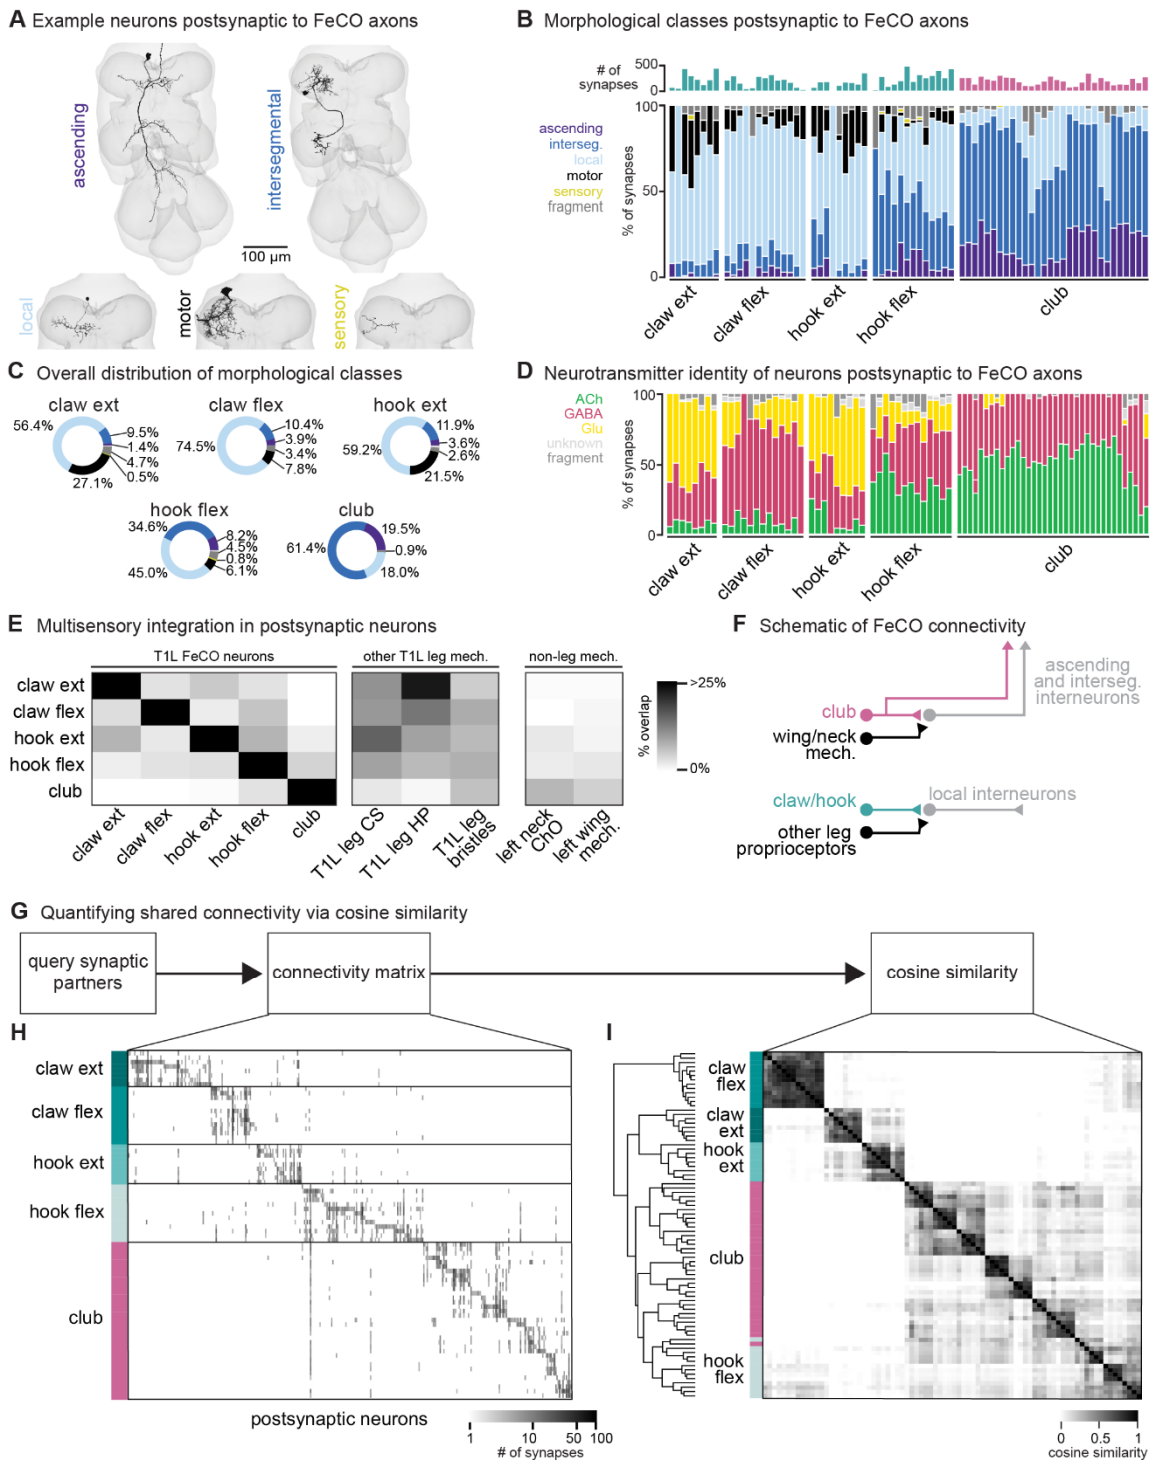 A Example neurons postsynaptic to FeCO axons
ascending
intersegmental
100 µm
local
motor
sensory
B Morphological classes postsynaptic to FeCO axons
# of
synapses
500
0
ascending
interseg.
local
motor
sensory
fragment
% of synapses
100
50
0
claw ext
claw flex
hook ext
hook flex
club
C Overall distribution of morphological classes
claw ext
56.4%
9.5%
1.4%
4.7%
0.5%
27.1%
claw flex
74.5%
10.4%
3.9%
3.4%
7.8%
hook ext
59.2%
11.9%
3.6%
2.6%
21.5%
hook flex
34.6%
8.2%
4.5%
0.8%
6.1%
45.0%
club
61.4%
19.5%
0.9%
18.0%
D Neurotransmitter identity of neurons postsynaptic to FeCO axons
ACh
GABA
Glu
unknown
fragment
% of synapses
100
50
0
claw ext
claw flex
hook ext
hook flex
club
E Multisensory integration in postsynaptic neurons
T1L FeCO neurons
other T1L leg mech.
non-leg mech.
claw ext
claw flex
hook ext
hook flex
club
claw ext
claw flex
hook ext
hook flex
club
T1L leg CS
T1L leg HP
T1L leg
bristles
left neck
ChO
left wing
mech.
% overlap
>25%
0%
F Schematic of FeCO connectivity
ascending
and interseg.
interneurons
club
wing/neck
mech.
claw/hook
local interneurons
other leg
proprioceptors
G Quantifying shared connectivity via cosine similarity
query synaptic
partners
connectivity matrix
cosine similarity
H
claw ext
claw flex
hook ext
hook flex
club
postsynaptic neurons
1 10 50 100
# of synapses
I
claw
flex
claw
ext
hook
ext
club
hook
flex
0 0.5 1
cosine similarity